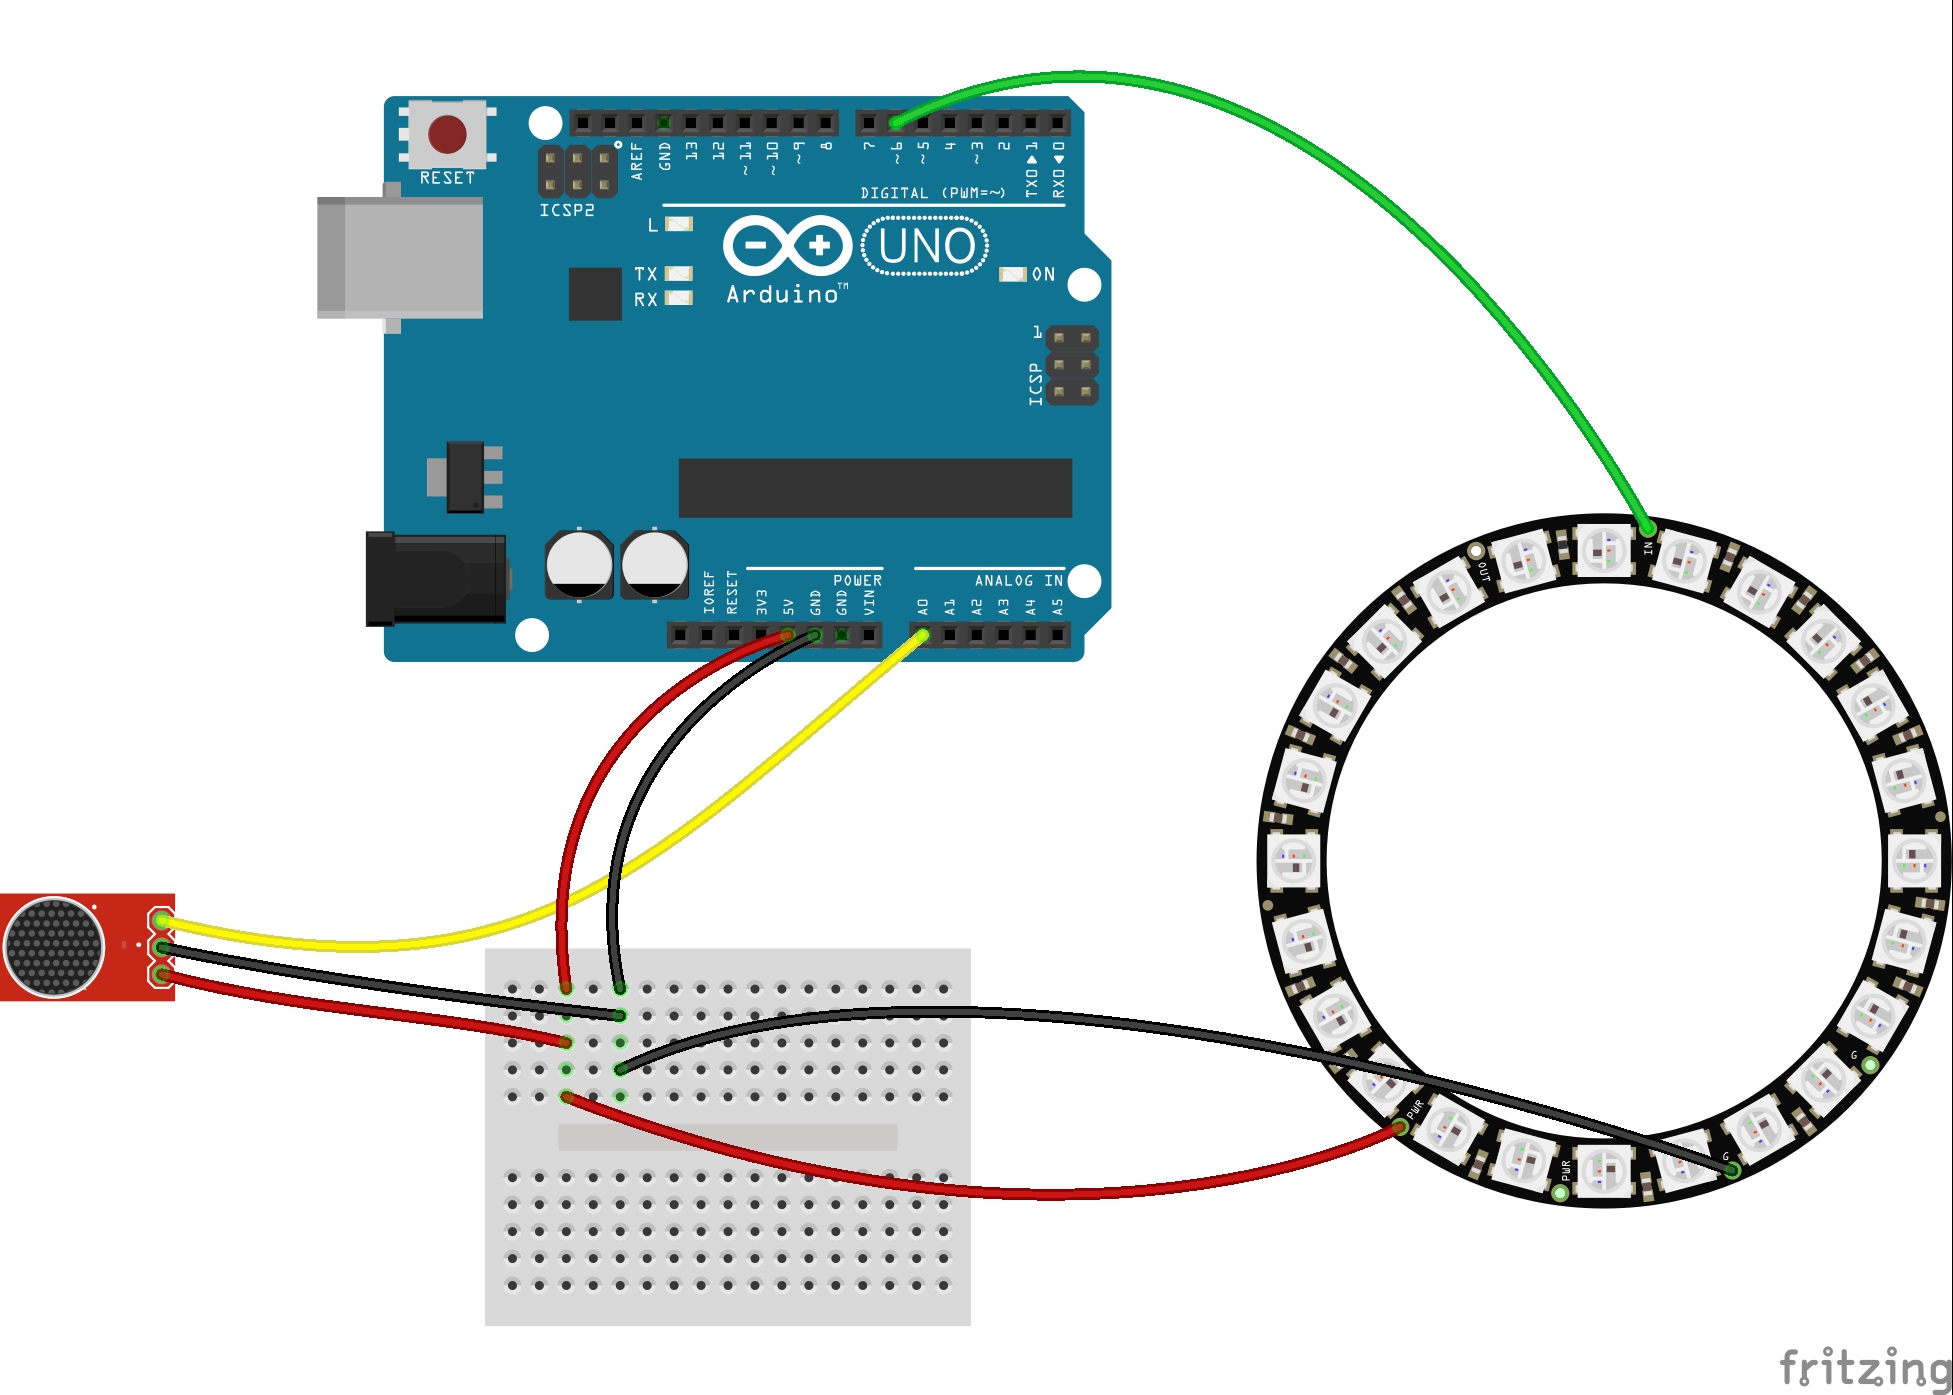 RESET
ICSP2
AREF
GND
13
12
~11
~10
~9
8
7
~6
~5
4
~3
2
TX0▶1
RX0◀0
DIGITAL (PWM=~)
L
TX
RX
UNO
Arduino™
ON
1
ICSP
IOREF
RESET
3V3
5V
GND
GND
VIN
POWER
ANALOG IN
A0
A1
A2
A3
A4
A5
OUT
IN
PWR
PWR
G
G
fritzing